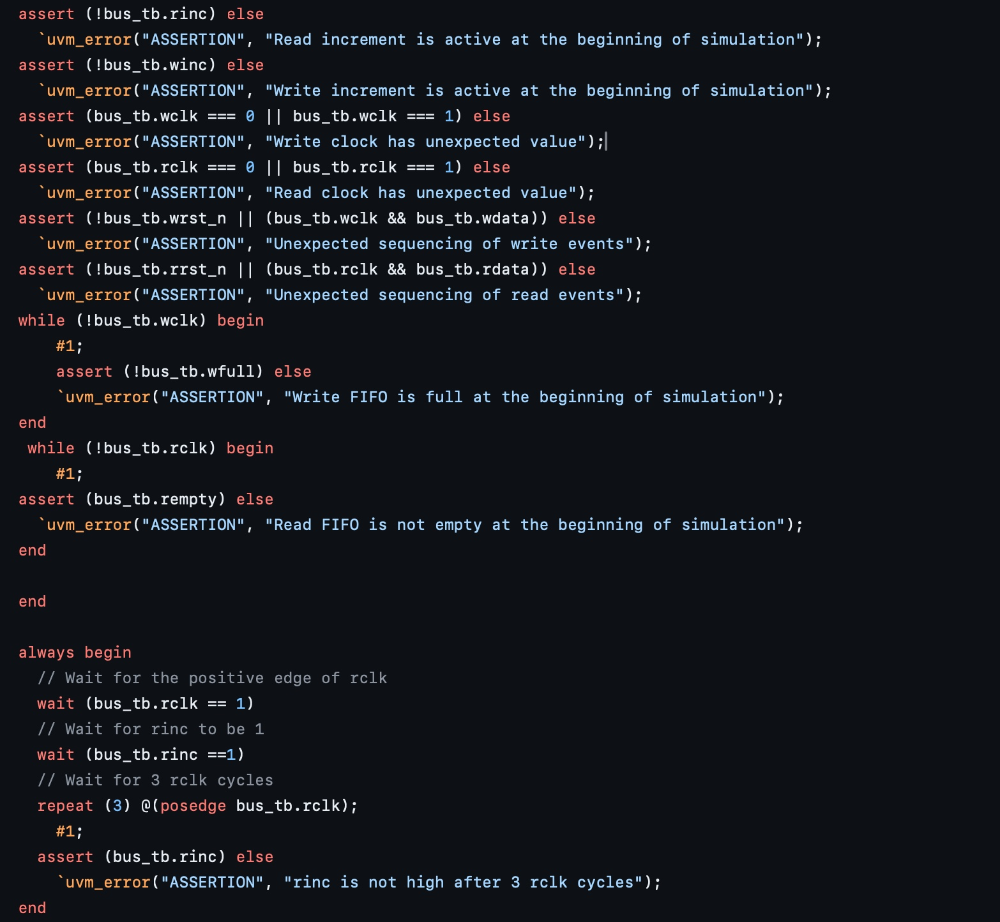 assert (!bus_tb.rinc) else
  `uvm_error("ASSERTION", "Read increment is active at the beginning of simulation");
assert (!bus_tb.winc) else
  `uvm_error("ASSERTION", "Write increment is active at the beginning of simulation");
assert (bus_tb.wclk === 0 || bus_tb.wclk === 1) else
  `uvm_error("ASSERTION", "Write clock has unexpected value");
assert (bus_tb.rclk === 0 || bus_tb.rclk === 1) else
  `uvm_error("ASSERTION", "Read clock has unexpected value");
assert (!bus_tb.wrst_n || (bus_tb.wclk && bus_tb.wdata)) else
  `uvm_error("ASSERTION", "Unexpected sequencing of write events");
assert (!bus_tb.rrst_n || (bus_tb.rclk && bus_tb.rdata)) else
  `uvm_error("ASSERTION", "Unexpected sequencing of read events");
while (!bus_tb.wclk) begin
    #1;
    assert (!bus_tb.wfull) else
    `uvm_error("ASSERTION", "Write FIFO is full at the beginning of simulation");
end
 while (!bus_tb.rclk) begin
    #1;
assert (bus_tb.rempty) else
  `uvm_error("ASSERTION", "Read FIFO is not empty at the beginning of simulation");
end

end

always begin
  // Wait for the positive edge of rclk
  wait (bus_tb.rclk == 1)
  // Wait for rinc to be 1
  wait (bus_tb.rinc ==1)
  // Wait for 3 rclk cycles
  repeat (3) @(posedge bus_tb.rclk);
    #1;
  assert (bus_tb.rinc) else
    `uvm_error("ASSERTION", "rinc is not high after 3 rclk cycles");
end